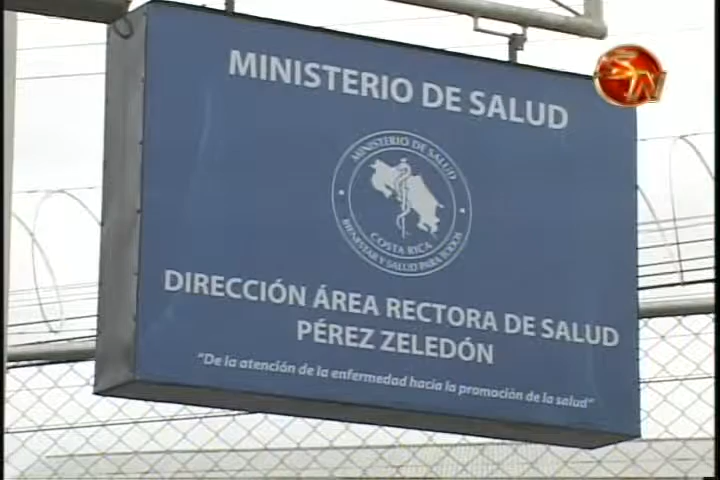 MINISTERIO DE SALUD
MINISTERIO DE SALUD
COSTA RICA
BIENESTAR Y SALUD PARA TODOS
DIRECCIÓN ÁREA RECTORA DE SALUD
PÉREZ ZELEDÓN
"De la atención de la enfermedad hacia la promoción de la salud"